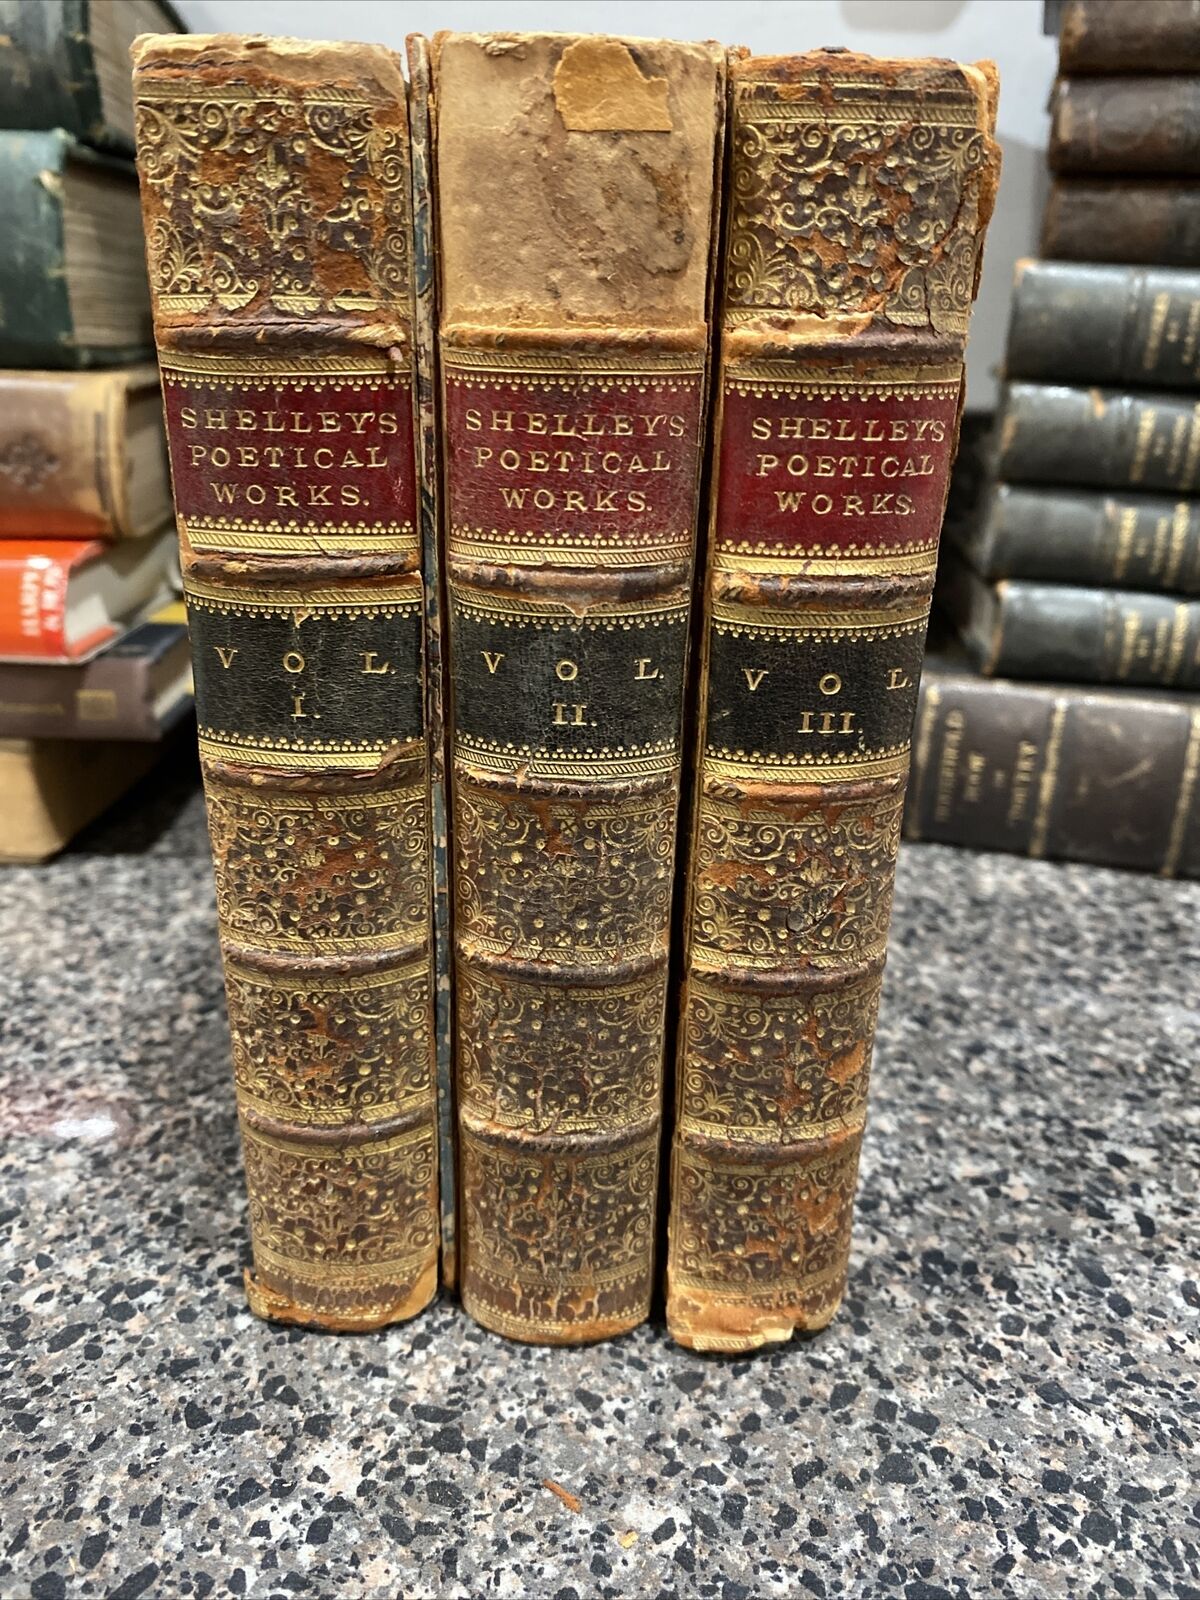 SHELLEY'S
POETICAL
WORKS.
VOL.
I.
SHELLEY'S
POETICAL
WORKS.
VOL.
II.
SHELLEY'S
POETICAL
WORKS.
VOL.
III.